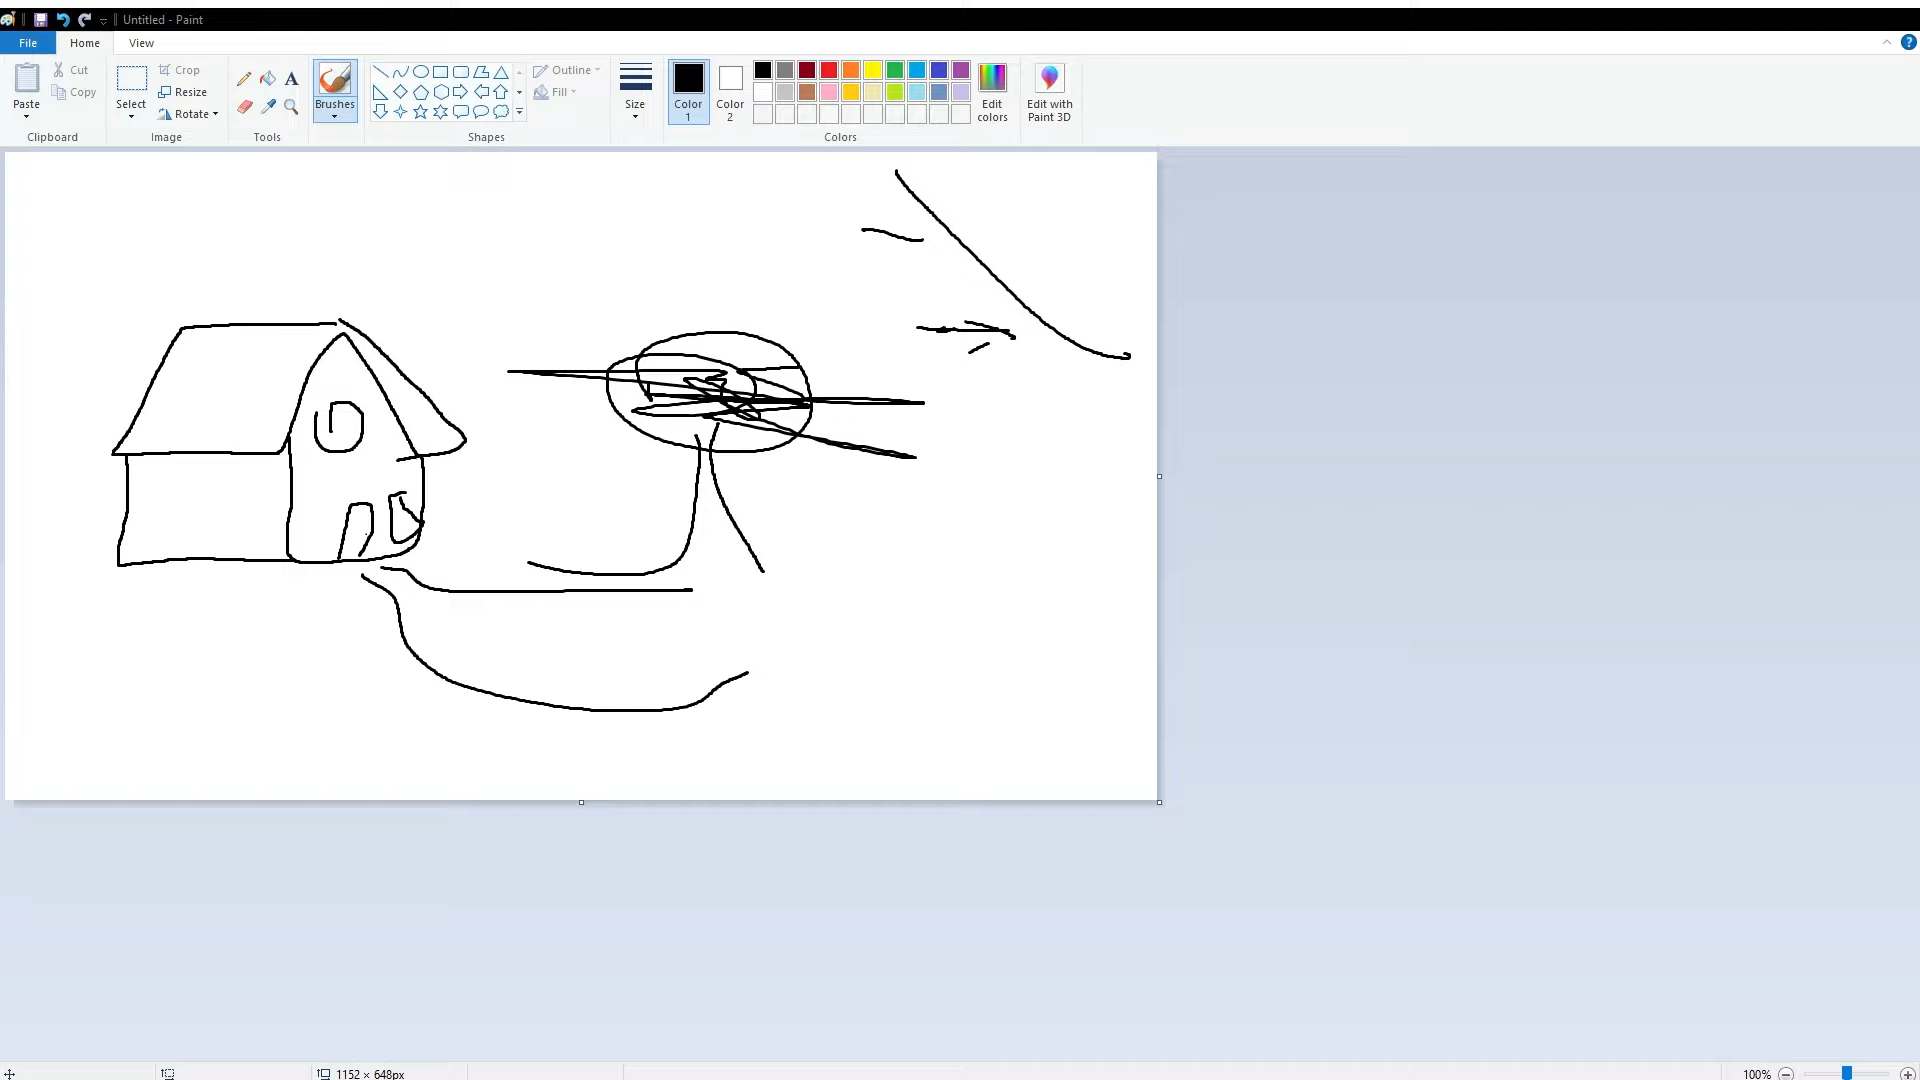 Untitled - Paint
File Home View
Paste Cut Copy Select Crop Resize Rotate A Brushes Outline Fill Size Color 1 Color 2 Edit colors Edit with Paint 3D ?
Clipboard Image Tools Shapes Colors
1152 × 648px 100%